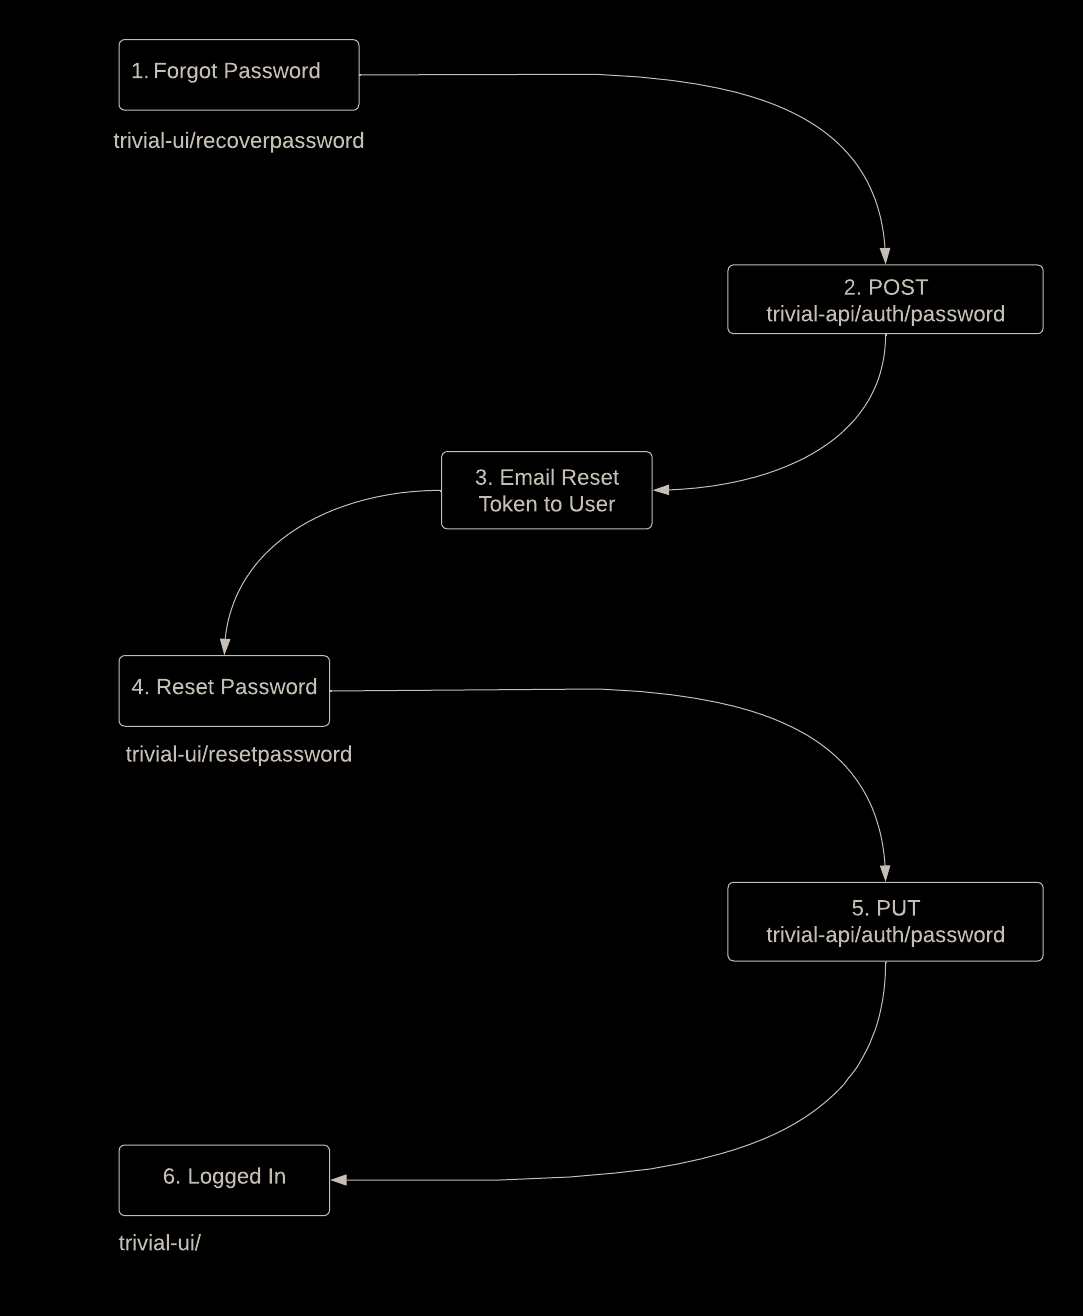 1. Forgot Password
trivial-ui/recoverpassword
2. POST
trivial-api/auth/password
3. Email Reset
Token to User
4. Reset Password
trivial-ui/resetpassword
5. PUT
trivial-api/auth/password
6. Logged In
trivial-ui/